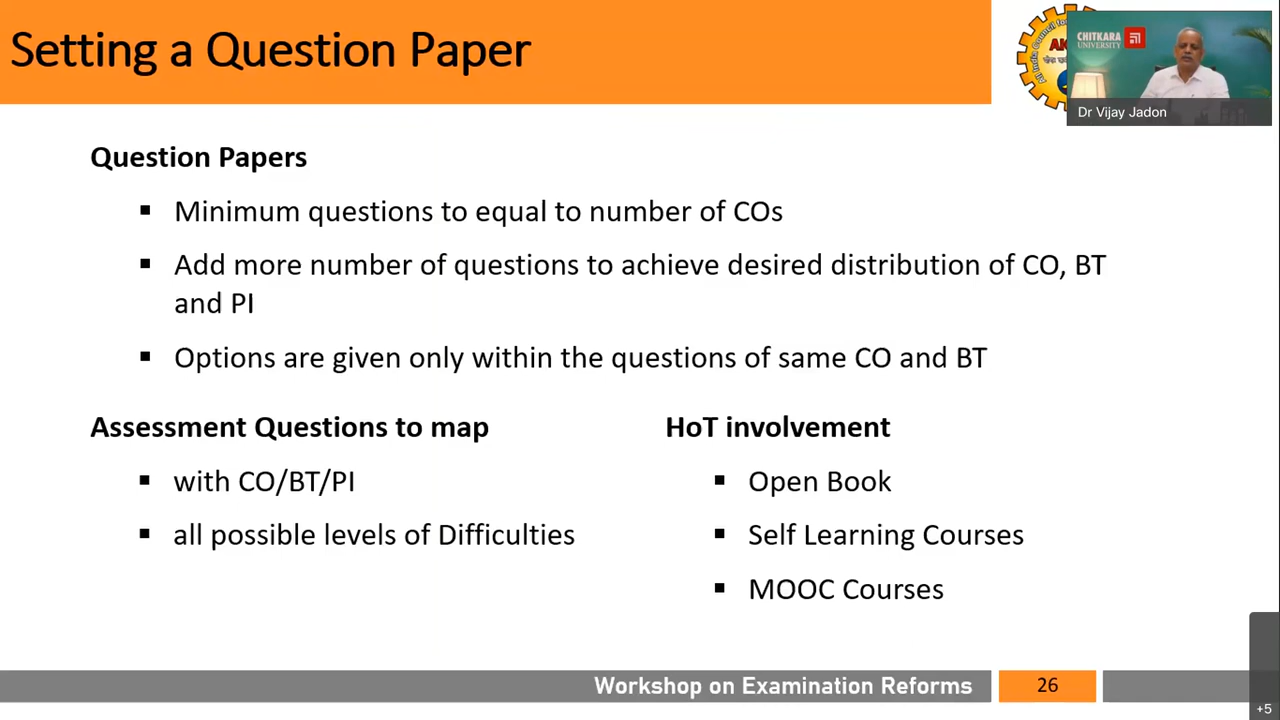 Setting a Question Paper
CHITKARA
UNIVERSITY
Dr Vijay Jadon
Question Papers
▪ Minimum questions to equal to number of COs
▪ Add more number of questions to achieve desired distribution of CO, BT
and PI
▪ Options are given only within the questions of same CO and BT
Assessment Questions to map
▪ with CO/BT/PI
▪ all possible levels of Difficulties
HoT involvement
▪ Open Book
▪ Self Learning Courses
▪ MOOC Courses
Workshop on Examination Reforms
26
+5